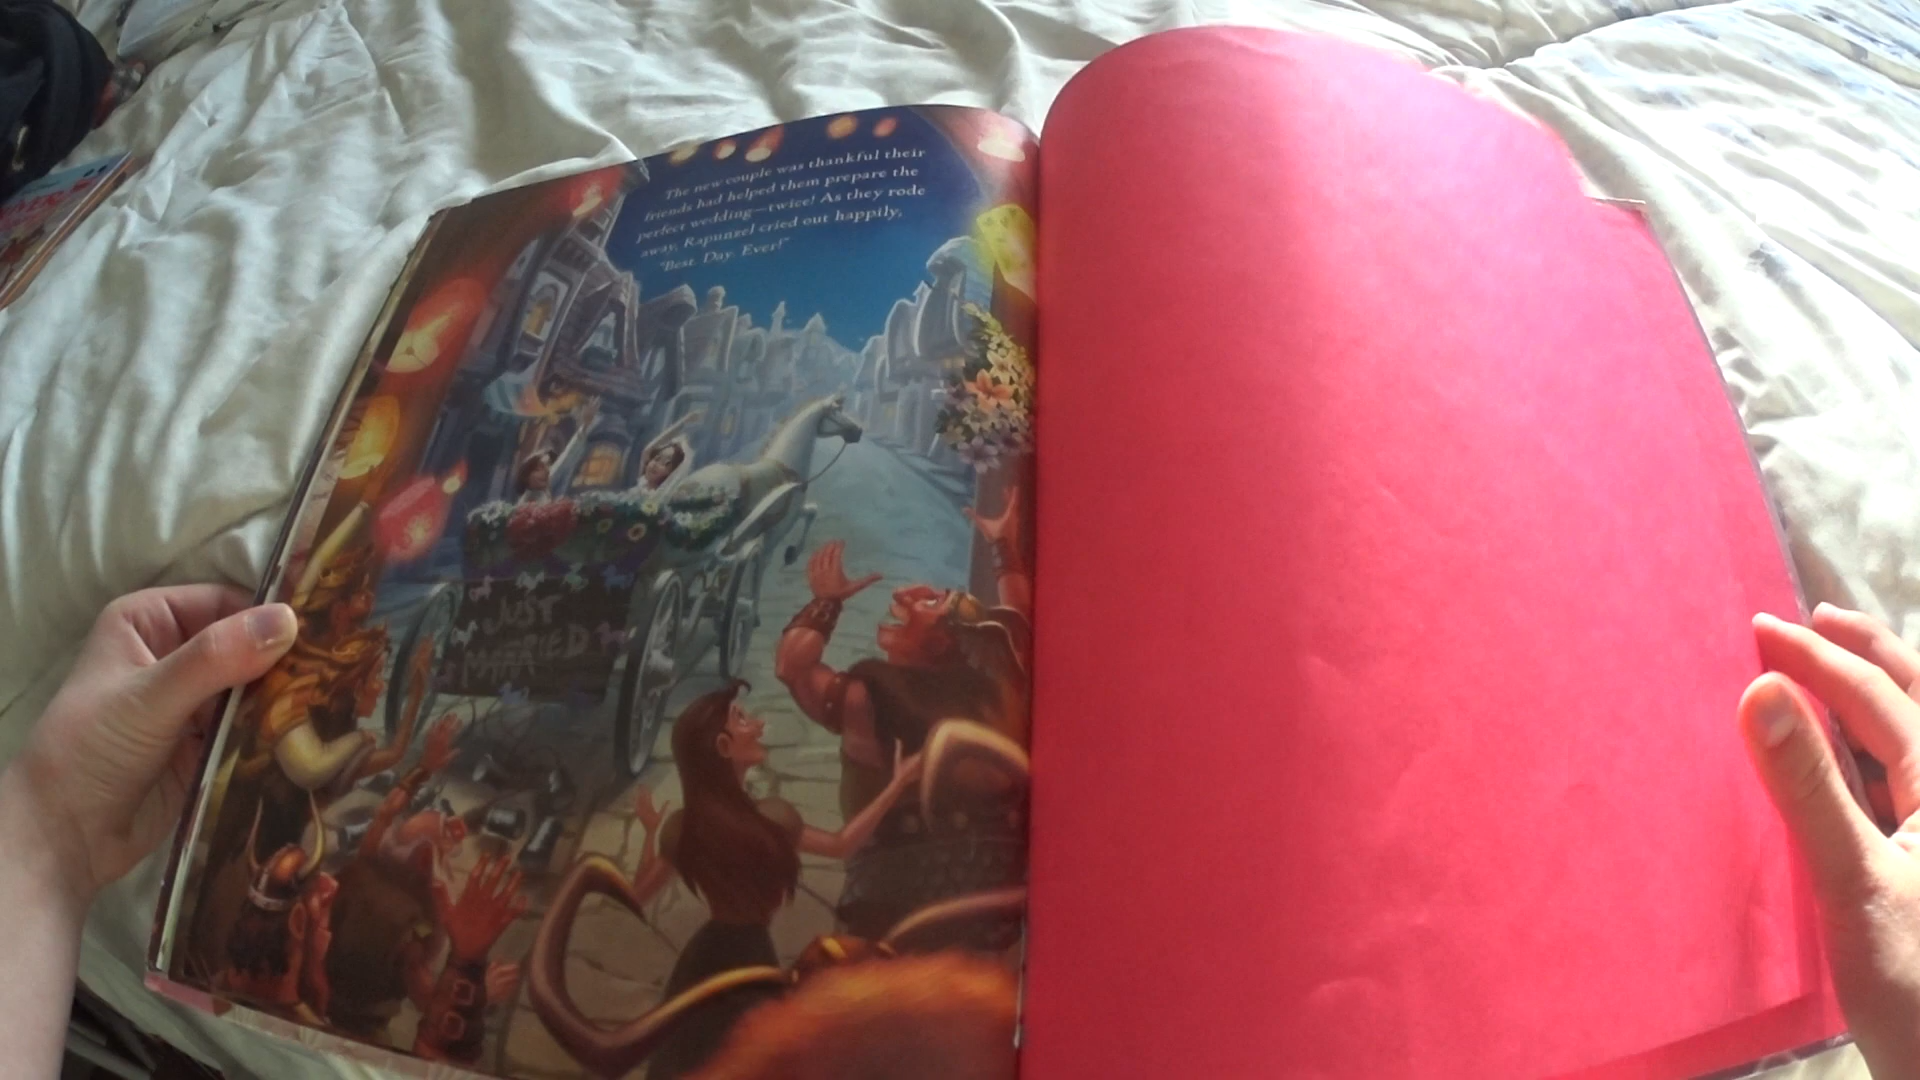 The new couple was thankful their
friends had helped them prepare the
perfect wedding—twice! As they rode
away, Rapunzel cried out happily,
"Best. Day. Ever!"
JUST
MARRIED